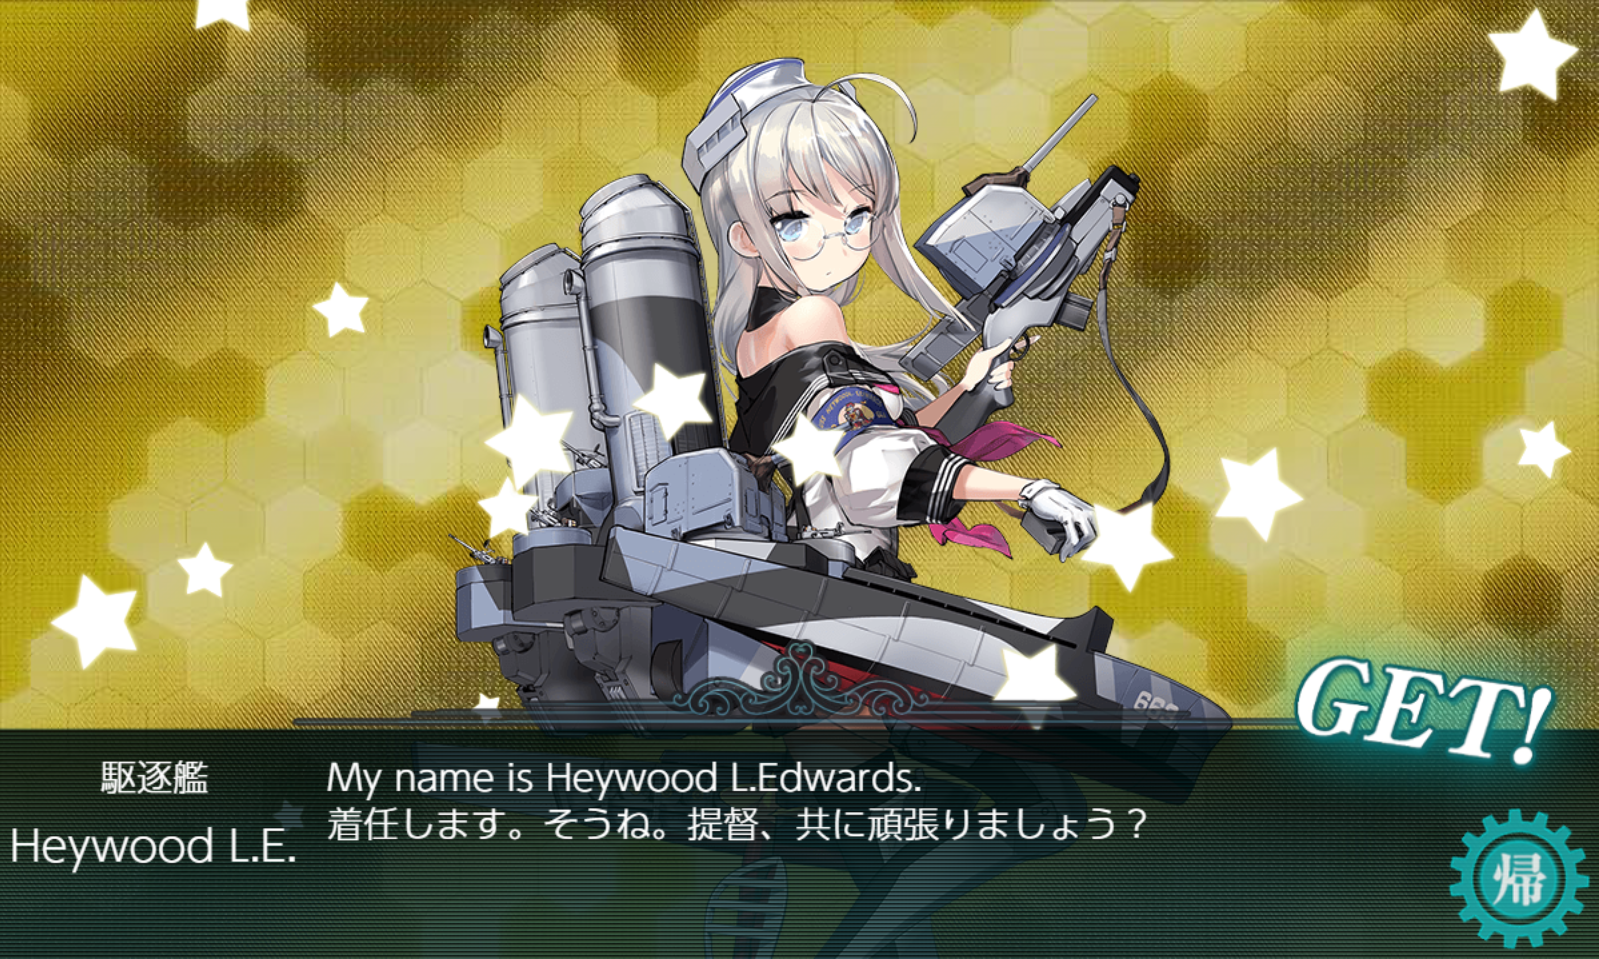 GET!
駆逐艦
Heywood L.E.
My name is Heywood L.Edwards.
着任します。そうね。提督、共に頑張りましょう？
帰